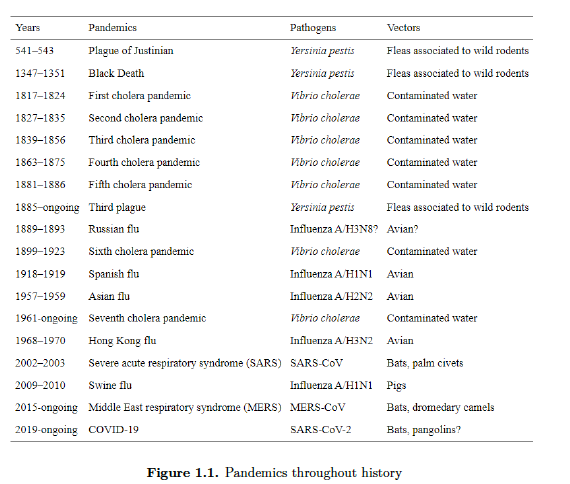 Years Pandemics Pathogens Vectors
541–543 Plague of Justinian Yersinia pestis Fleas associated to wild rodents
1347–1351 Black Death Yersinia pestis Fleas associated to wild rodents
1817–1824 First cholera pandemic Vibrio cholerae Contaminated water
1827–1835 Second cholera pandemic Vibrio cholerae Contaminated water
1839–1856 Third cholera pandemic Vibrio cholerae Contaminated water
1863–1875 Fourth cholera pandemic Vibrio cholerae Contaminated water
1881–1886 Fifth cholera pandemic Vibrio cholerae Contaminated water
1885–ongoing Third plague Yersinia pestis Fleas associated to wild rodents
1889–1893 Russian flu Influenza A/H3N8? Avian?
1899–1923 Sixth cholera pandemic Vibrio cholerae Contaminated water
1918–1919 Spanish flu Influenza A/H1N1 Avian
1957–1959 Asian flu Influenza A/H2N2 Avian
1961-ongoing Seventh cholera pandemic Vibrio cholerae Contaminated water
1968–1970 Hong Kong flu Influenza A/H3N2 Avian
2002–2003 Severe acute respiratory syndrome (SARS) SARS-CoV Bats, palm civets
2009–2010 Swine flu Influenza A/H1N1 Pigs
2015-ongoing Middle East respiratory syndrome (MERS) MERS-CoV Bats, dromedary camels
2019-ongoing COVID-19 SARS-CoV-2 Bats, pangolins?
Figure 1.1. Pandemics throughout history